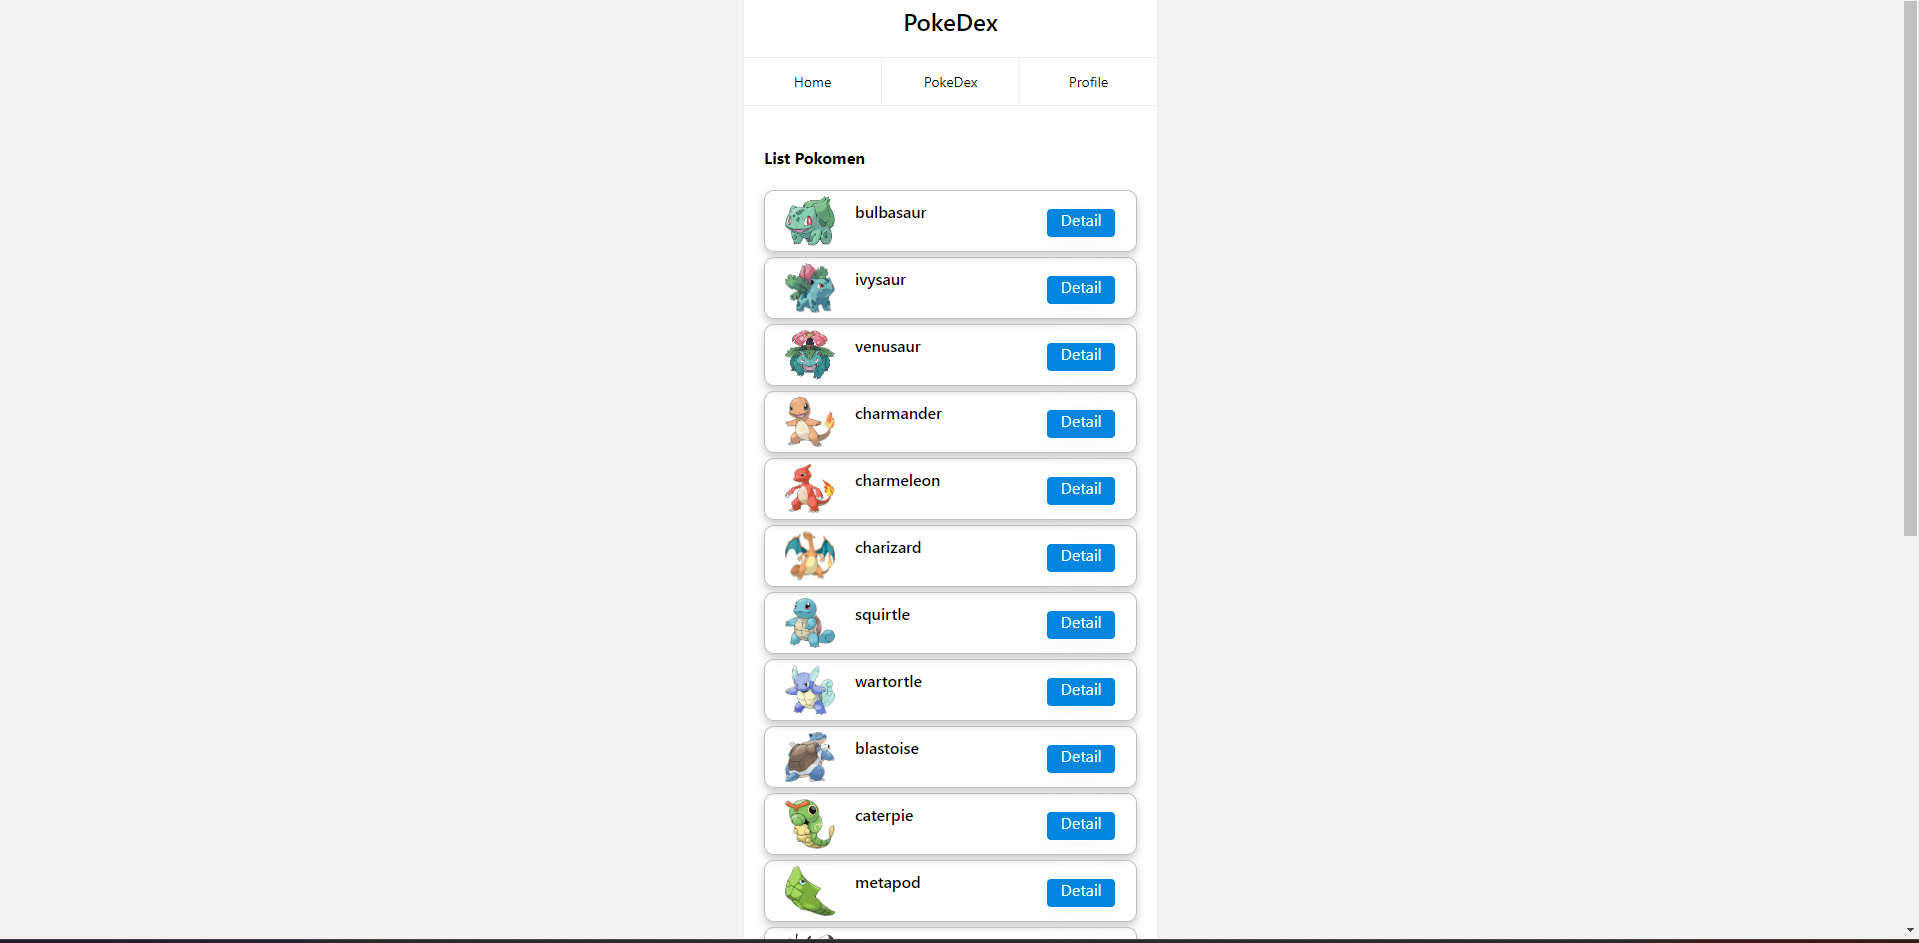 PokeDex
Home PokeDex Profile
List Pokomen
bulbasaur Detail
ivysaur Detail
venusaur Detail
charmander Detail
charmeleon Detail
charizard Detail
squirtle Detail
wartortle Detail
blastoise Detail
caterpie Detail
metapod Detail